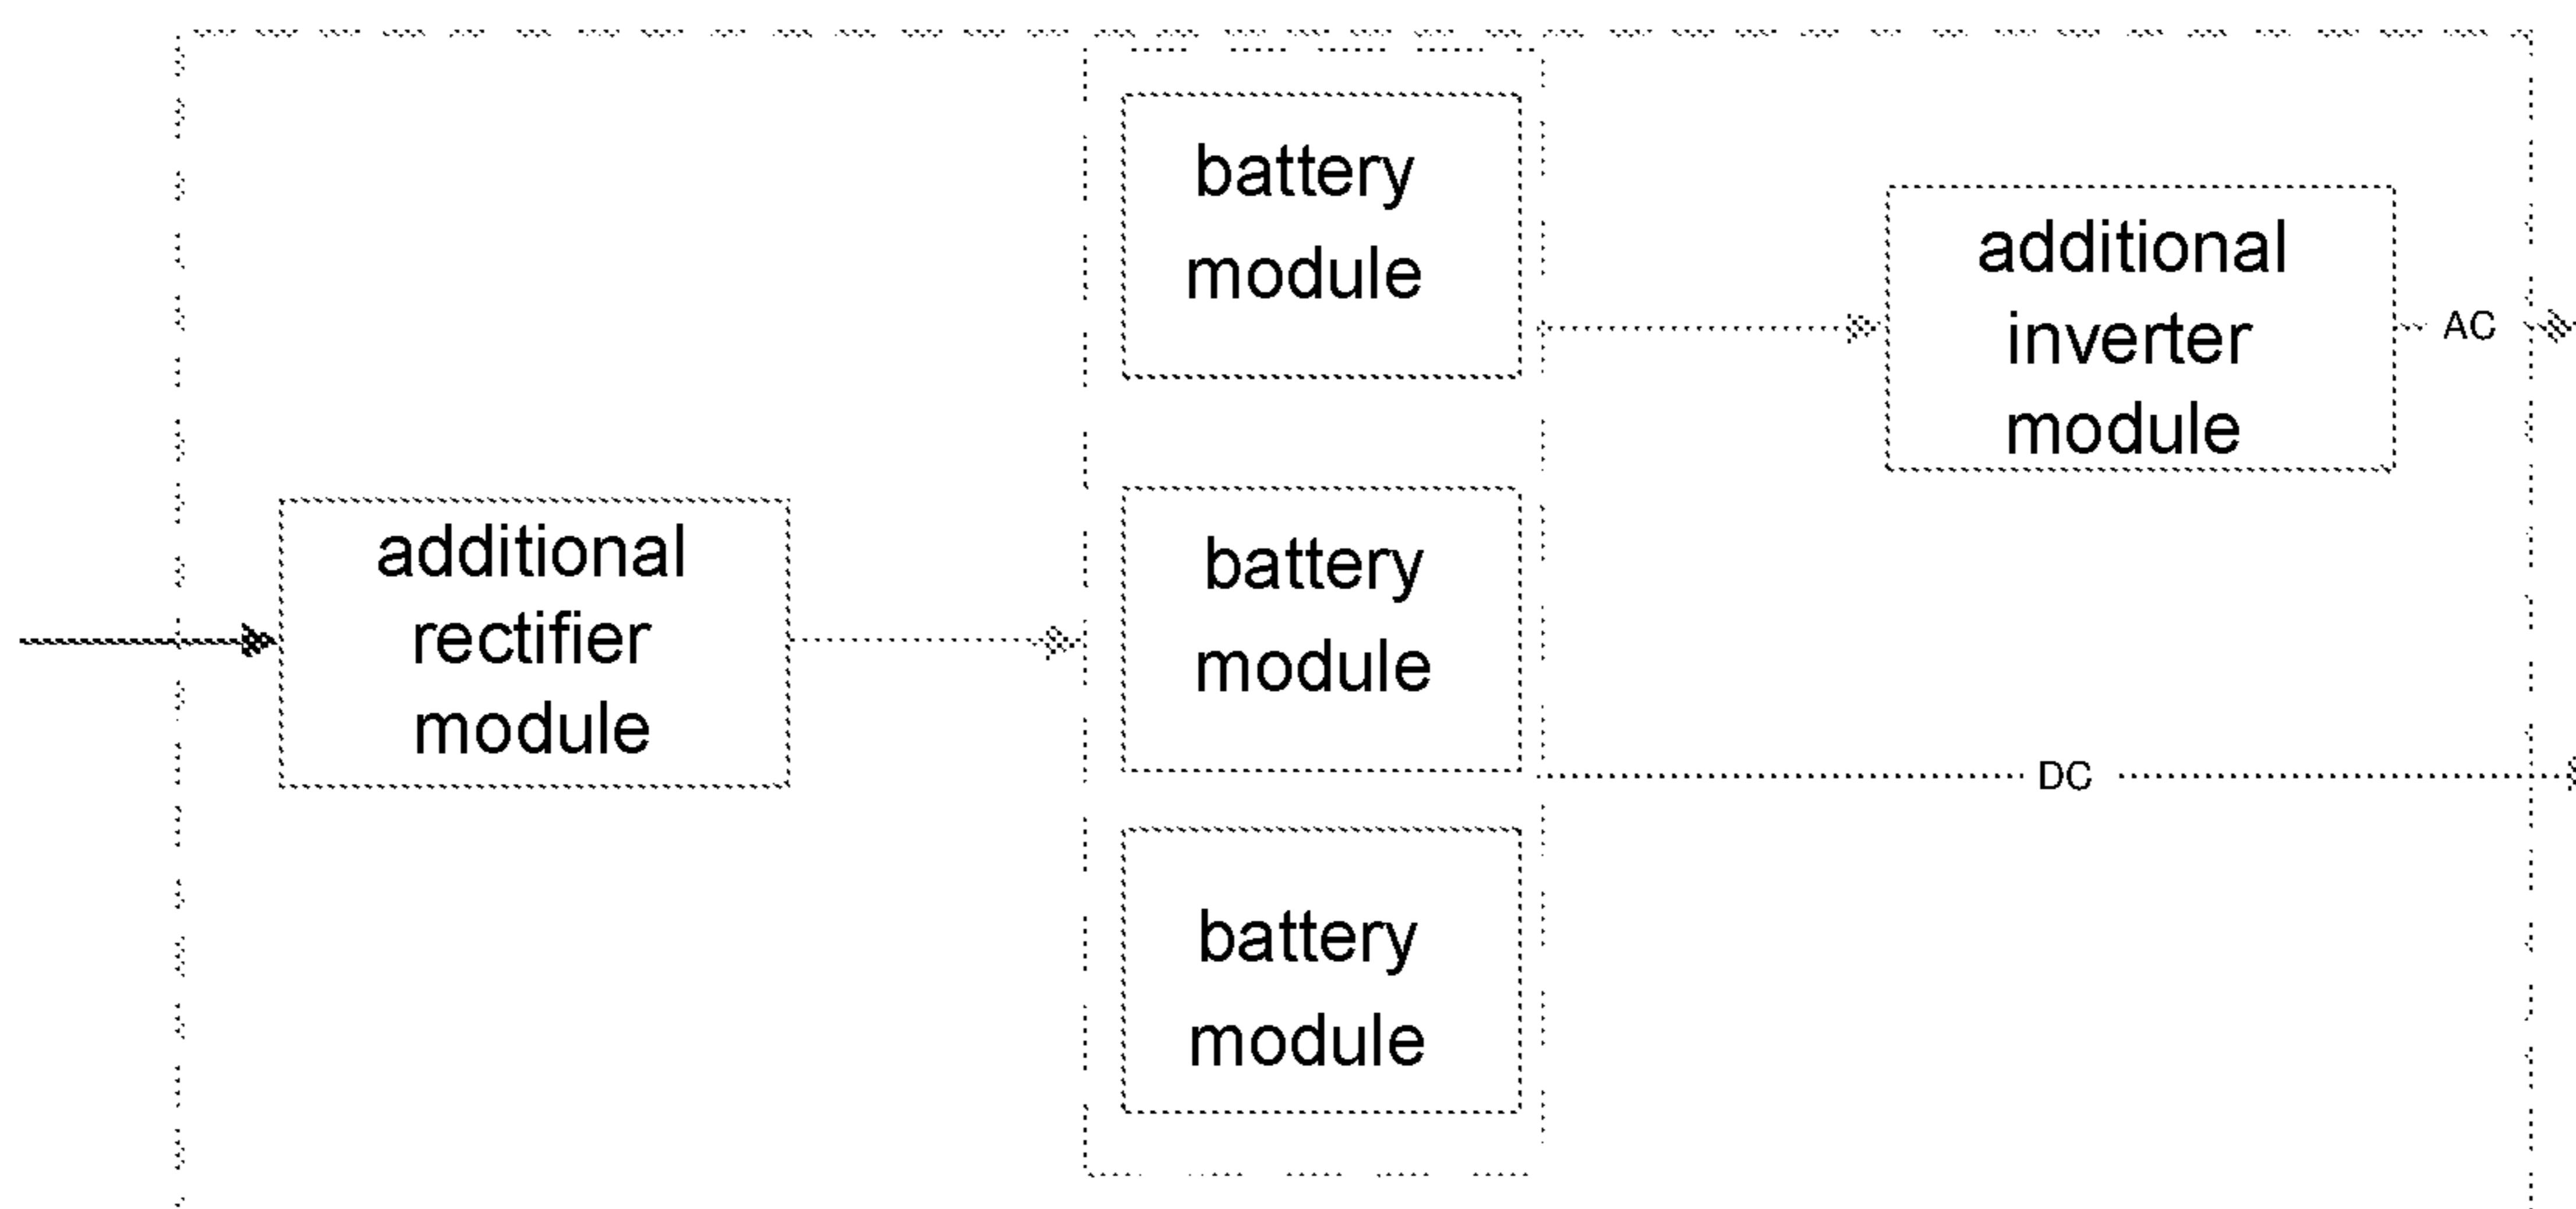 battery
module
additional
inverter
module
AC
additional
rectifier
module
battery
module
DC
battery
module